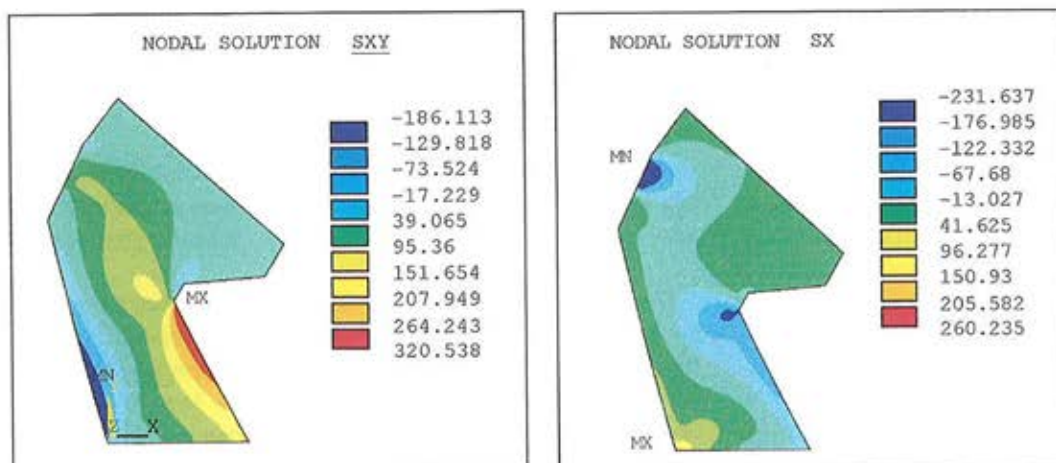 NODAL SOLUTION SXY
-186.113
-129.818
-73.524
-17.229
39.065
95.36
151.654
207.949
264.243
320.538
MX
MN
Z X
NODAL SOLUTION SX
-231.637
-176.985
-122.332
-67.68
-13.027
41.625
96.277
150.93
205.582
260.235
MN
MX